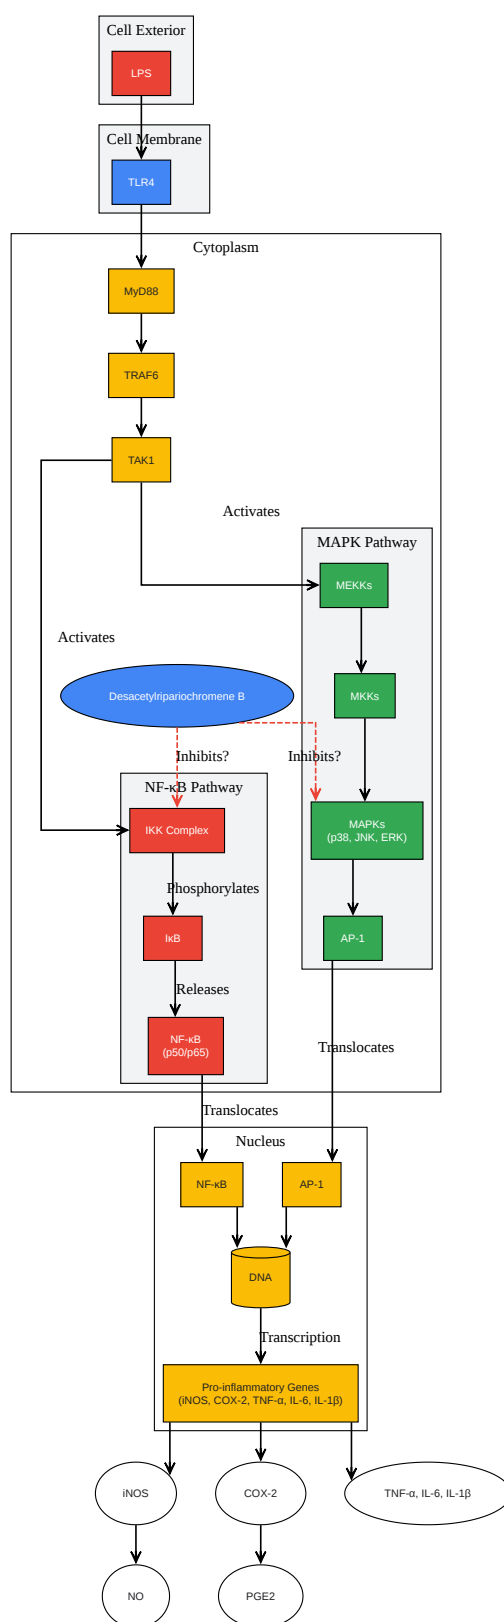 Cell Exterior
LPS
Cell Membrane
TLR4
Cytoplasm
MyD88
TRAF6
TAK1
Activates
MAPK Pathway
MEKKs
Activates
MKKs
Desacetylripariochromene B
Inhibits?
Inhibits?
NF-κB Pathway
IKK Complex
MAPKs
(p38, JNK, ERK)
Phosphorylates
IκB
AP-1
Releases
NF-κB
(p50/p65)
Translocates
Translocates
Nucleus
NF-κB
AP-1
DNA
Transcription
Pro-inflammatory Genes
(iNOS, COX-2, TNF-α, IL-6, IL-1β)
iNOS
COX-2
TNF-α, IL-6, IL-1β
NO
PGE2